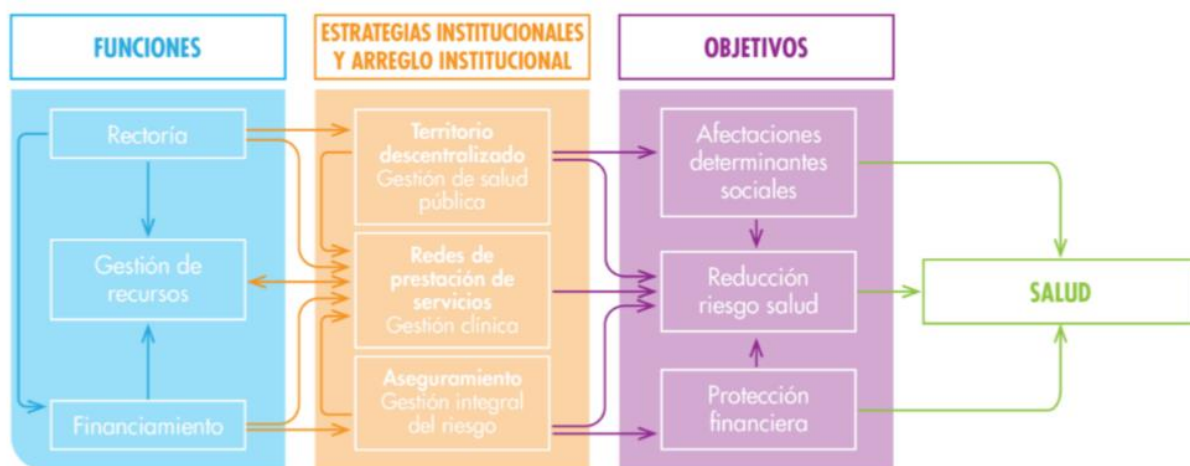 FUNCIONES
ESTRATEGIAS INSTITUCIONALES
Y ARREGLO INSTITUCIONAL
OBJETIVOS
Rectoría
Gestión de
recursos
Financiamiento
Territorio
descentralizado
Gestión de salud
pública
Redes de
prestación de
servicios
Gestión clínica
Aseguramiento
Gestión integral
del riesgo
Afectaciones
determinantes
sociales
Reducción
riesgo salud
Protección
financiera
SALUD